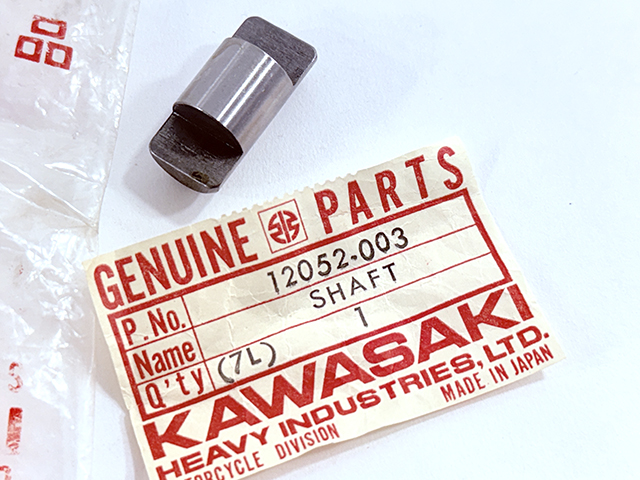 GENUINE PARTS
P.No. 12052-003
Name SHAFT
Q'ty (7L) 1
KAWASAKI
HEAVY INDUSTRIES, LTD.
MOTORCYCLE DIVISION MADE IN JAPAN